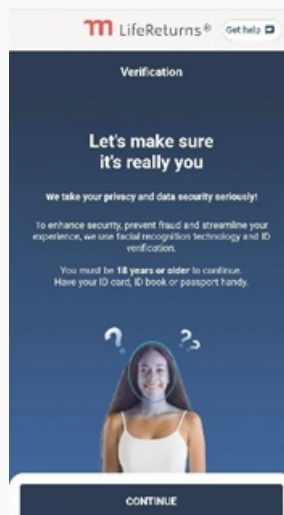 m LifeReturns®
Get help
Verification
Let's make sure
it's really you
We take your privacy and data security seriously!
To enhance security, prevent fraud and streamline your
experience, we use facial recognition technology and ID
verification.
You must be 18 years or older to continue.
Have your ID card, ID book or passport handy.
? ??
CONTINUE